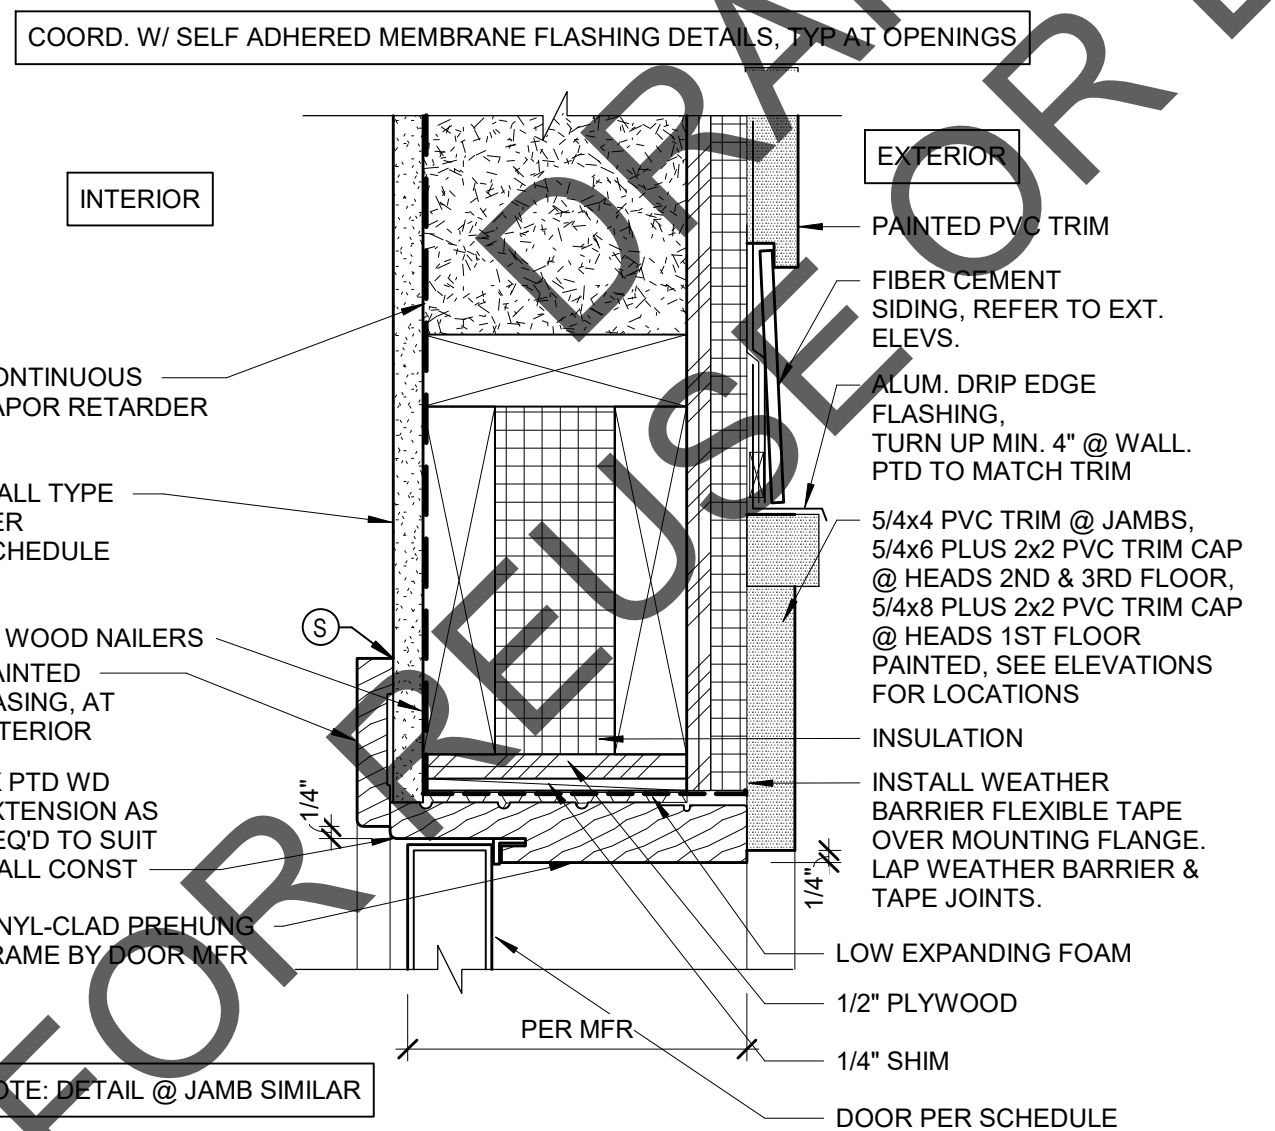 COORD. W/ SELF ADHERED MEMBRANE FLASHING DETAILS, TYP AT OPENINGS
INTERIOR
EXTERIOR
PAINTED PVC TRIM
FIBER CEMENT
SIDING, REFER TO EXT.
ELEVS.
ALUM. DRIP EDGE
FLASHING,
TURN UP MIN. 4" @ WALL.
PTD TO MATCH TRIM
5/4x4 PVC TRIM @ JAMBS,
5/4x6 PLUS 2x2 PVC TRIM CAP
@ HEADS 2ND & 3RD FLOOR,
5/4x8 PLUS 2x2 PVC TRIM CAP
@ HEADS 1ST FLOOR
PAINTED, SEE ELEVATIONS
FOR LOCATIONS
INSULATION
INSTALL WEATHER
BARRIER FLEXIBLE TAPE
OVER MOUNTING FLANGE.
LAP WEATHER BARRIER &
TAPE JOINTS.
LOW EXPANDING FOAM
1/2" PLYWOOD
1/4" SHIM
DOOR PER SCHEDULE
ONTINUOUS
APOR RETARDER
ALL TYPE
ER
CHEDULE
WOOD NAILERS
AINTED
ASING, AT
TERIOR
PTD WD
XTENSION AS
EQ'D TO SUIT
ALL CONST
NYL-CLAD PREHUNG
RAME BY DOOR MFR
S
1/4"
1/4"
PER MFR
OTE: DETAIL @ JAMB SIMILAR
FOR REUSE OR
DRA